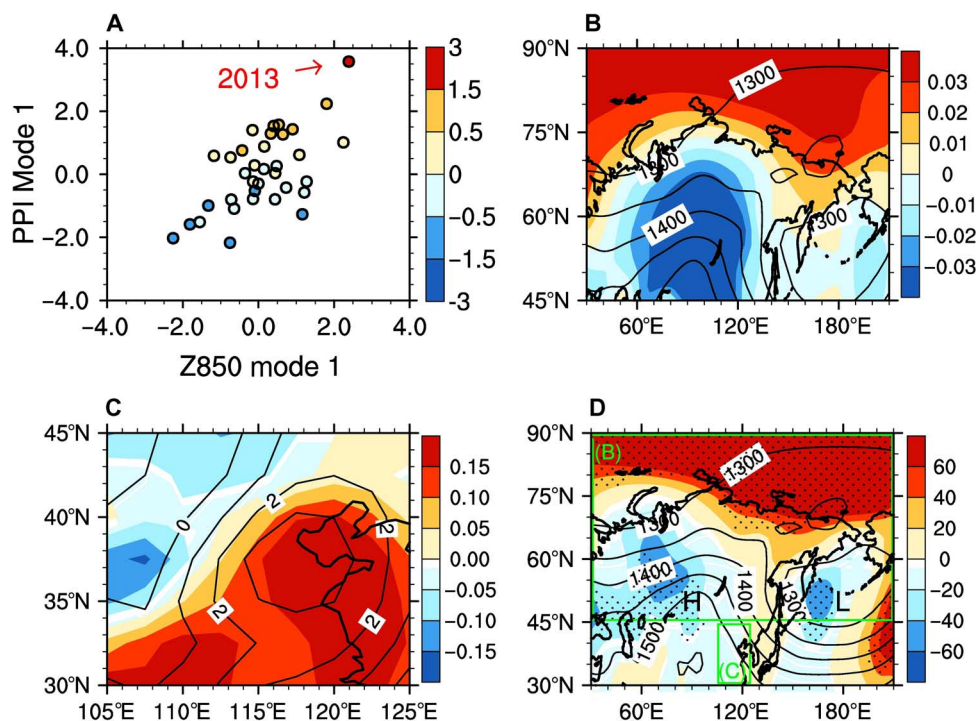 A
4.0
2.0
0.0
−2.0
−4.0
−4.0
−2.0
0.0
2.0
4.0
PPI Mode 1
Z850 mode 1
2013
3
1.5
0.5
0
−0.5
−1.5
−3
B
90°N
75°N
60°N
45°N
60°E
120°E
180°E
1300
1300
1400
1300
0.03
0.02
0.01
0
−0.01
−0.02
−0.03
C
45°N
40°N
35°N
30°N
105°E
110°E
115°E
120°E
125°E
0
2
2
2
2
0.15
0.10
0.05
0.00
−0.05
−0.10
−0.15
D
90°N
75°N
60°N
45°N
30°N
60°E
120°E
180°E
(B)
1300
1300
1400
1400
1300
H
L
1500
(C)
60
40
20
0
−20
−40
−60